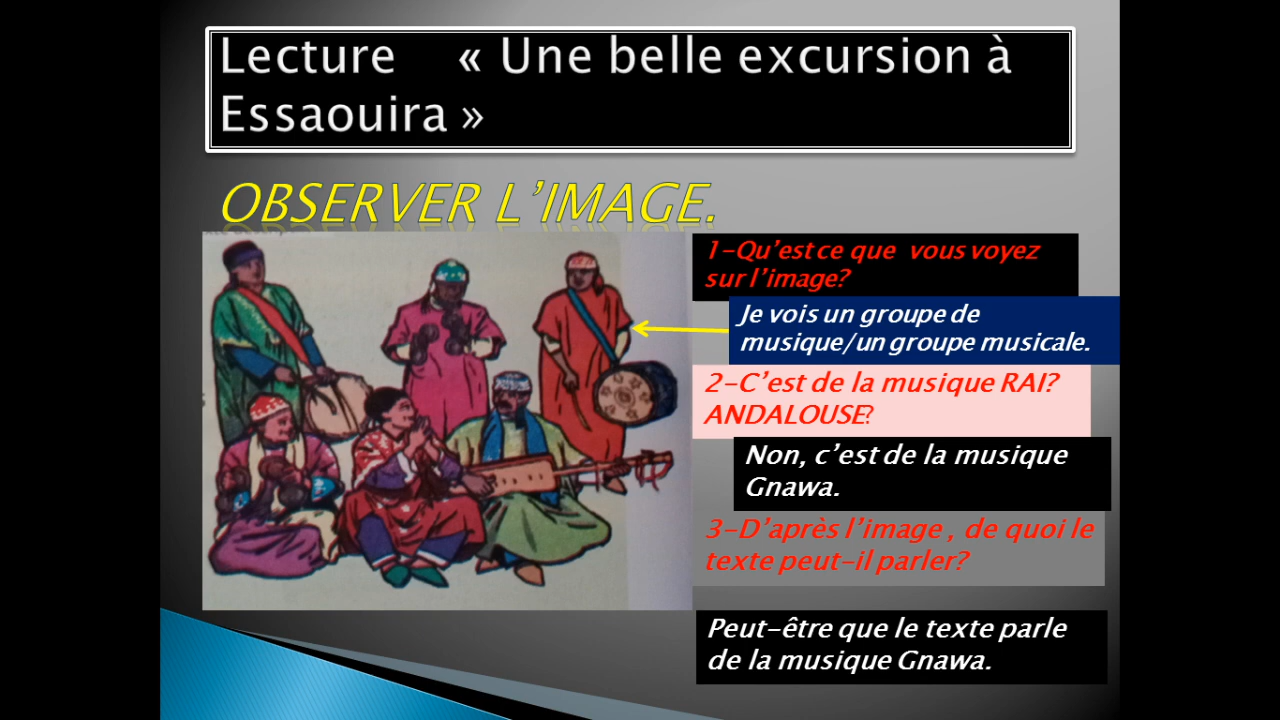 Lecture « Une belle excursion à
Essaouira »
OBSERVER L’IMAGE.
1-Qu’est ce que vous voyez
sur l’image?
Je vois un groupe de
musique/un groupe musicale.
2-C’est de la musique RAI?
ANDALOUSE?
Non, c’est de la musique
Gnawa.
3-D’après l’image , de quoi le
texte peut-il parler?
Peut-être que le texte parle
de la musique Gnawa.